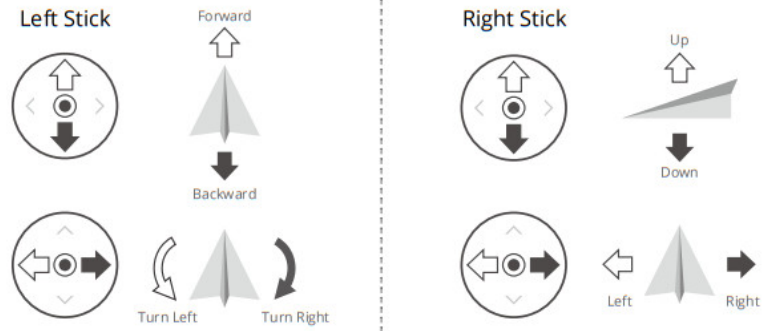 Left Stick
Forward
Backward
Turn Left
Turn Right
Right Stick
Up
Down
Left
Right